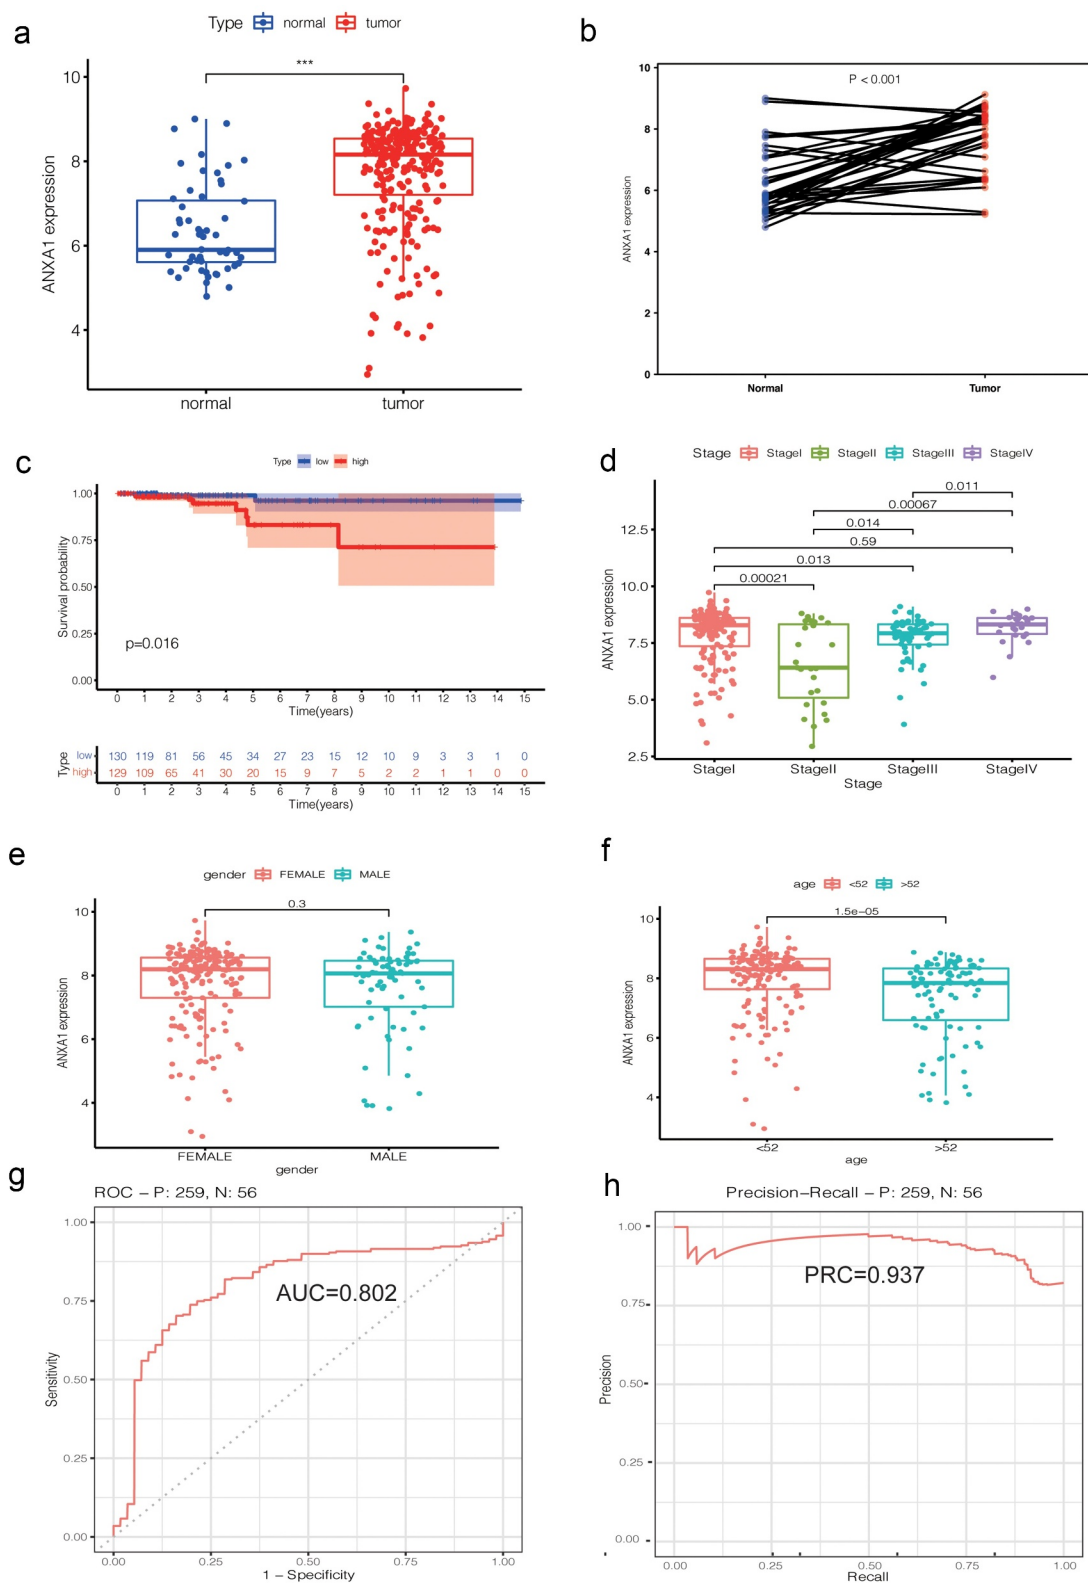 a
Type normal tumor
***
10
8
6
4
ANXA1 expression
normal tumor
b
P < 0.001
10
8
6
4
2
0
ANXA1 expression
Normal Tumor
c
Type low high
1.00
0.75
0.50
0.25
0.00
Survival probability
p=0.016
0 1 2 3 4 5 6 7 8 9 10 11 12 13 14 15
Time(years)
Type
low 130 119 81 56 45 34 27 23 15 12 10 9 3 3 1 0
high 129 109 65 41 30 20 15 9 7 5 2 2 1 1 0 0
0 1 2 3 4 5 6 7 8 9 10 11 12 13 14 15
Time(years)
d
Stage StageI StageII StageIII StageIV
0.011
0.00067
0.014
0.59
0.013
0.00021
12.5
10.0
7.5
5.0
2.5
ANXA1 expression
StageI StageII StageIII StageIV
Stage
e
gender FEMALE MALE
0.3
10
8
6
4
ANXA1 expression
FEMALE MALE
gender
f
age <52 >52
1.5e-05
10
8
6
4
ANXA1 expression
<52 >52
age
g
ROC – P: 259, N: 56
1.00
0.75
0.50
0.25
0.00
Sensitivity
AUC=0.802
0.00 0.25 0.50 0.75 1.00
1 – Specificity
h
Precision–Recall – P: 259, N: 56
1.00
0.75
0.50
0.25
0.00
Precision
PRC=0.937
0.00 0.25 0.50 0.75 1.00
Recall